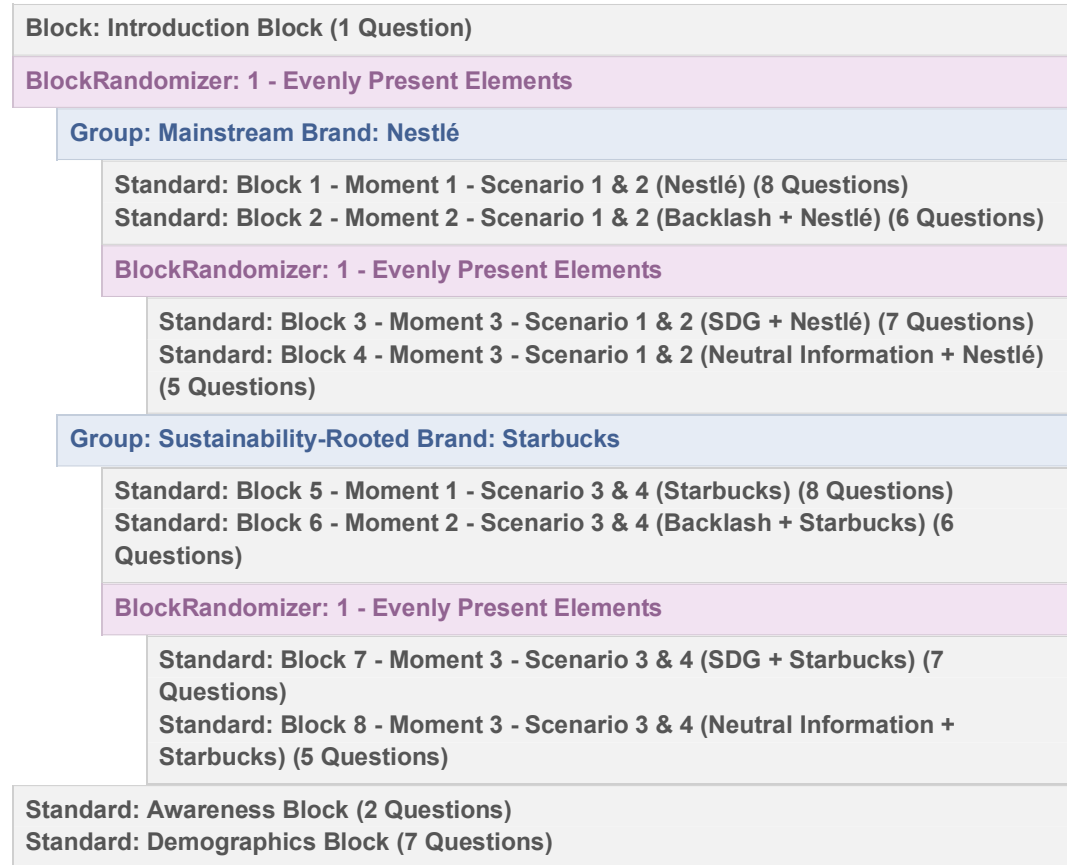 Block: Introduction Block (1 Question)
BlockRandomizer: 1 - Evenly Present Elements
Group: Mainstream Brand: Nestlé
Standard: Block 1 - Moment 1 - Scenario 1 & 2 (Nestlé) (8 Questions)
Standard: Block 2 - Moment 2 - Scenario 1 & 2 (Backlash + Nestlé) (6 Questions)
BlockRandomizer: 1 - Evenly Present Elements
Standard: Block 3 - Moment 3 - Scenario 1 & 2 (SDG + Nestlé) (7 Questions)
Standard: Block 4 - Moment 3 - Scenario 1 & 2 (Neutral Information + Nestlé)
(5 Questions)
Group: Sustainability-Rooted Brand: Starbucks
Standard: Block 5 - Moment 1 - Scenario 3 & 4 (Starbucks) (8 Questions)
Standard: Block 6 - Moment 2 - Scenario 3 & 4 (Backlash + Starbucks) (6
Questions)
BlockRandomizer: 1 - Evenly Present Elements
Standard: Block 7 - Moment 3 - Scenario 3 & 4 (SDG + Starbucks) (7
Questions)
Standard: Block 8 - Moment 3 - Scenario 3 & 4 (Neutral Information +
Starbucks) (5 Questions)
Standard: Awareness Block (2 Questions)
Standard: Demographics Block (7 Questions)